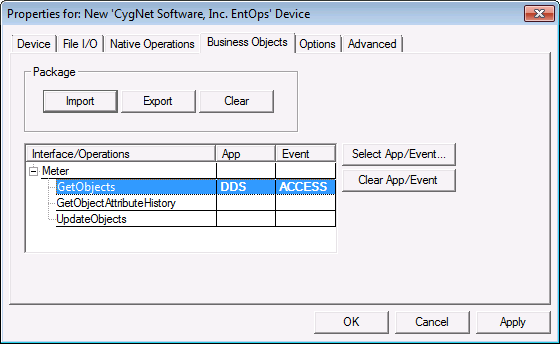 Properties for: New 'CygNet Software, Inc. EntOps' Device
Device File I/O Native Operations Business Objects Options Advanced
Package
Import Export Clear
Interface/Operations App Event
Select App/Event...
Meter
Clear App/Event
GetObjects DDS ACCESS
GetObjectAttributeHistory
UpdateObjects
OK Cancel Apply